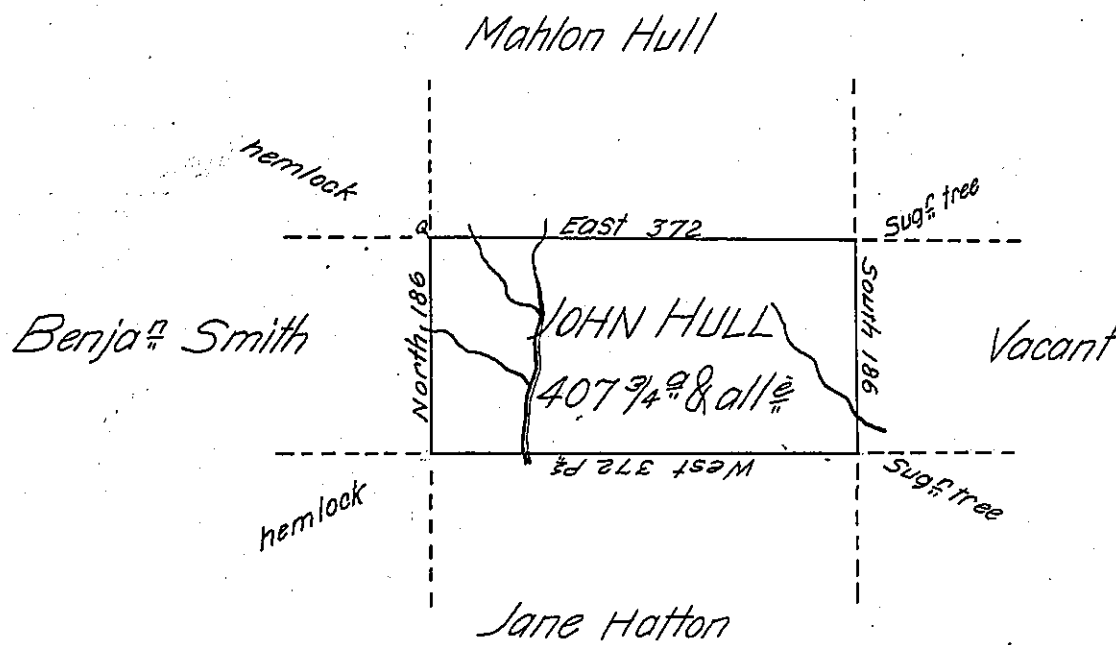 Mahlon Hull
hemlock
Sugr tree
a
East 372
North 186
South 186
Benjan Smith
JOHN HULL
Vacant
407 3/4 a & alle
West 372 Ps
hemlock
Sugr tree
Jane Hatton